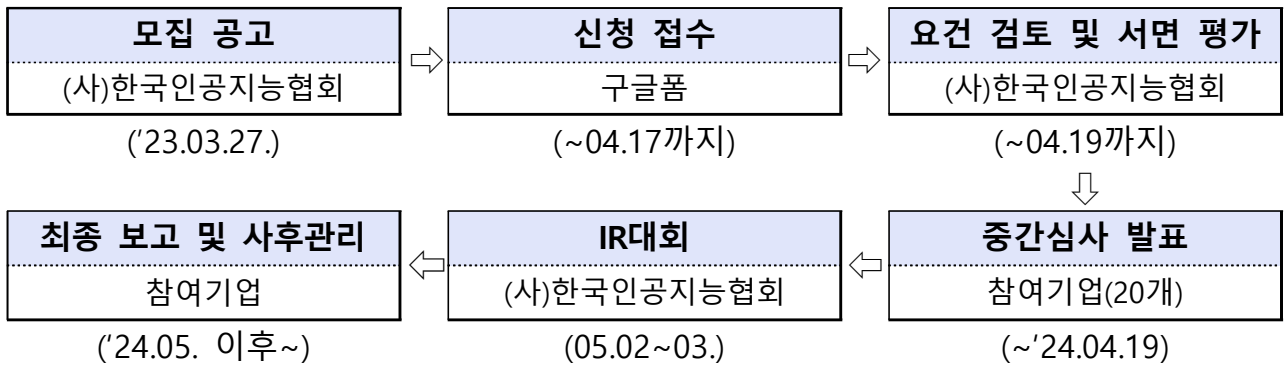 모집 공고
(사)한국인공지능협회
('23.03.27.)
신청 접수
구글폼
(~04.17까지)
요건 검토 및 서면 평가
(사)한국인공지능협회
(~04.19까지)
중간심사 발표
참여기업(20개)
(~'24.04.19)
IR대회
(사)한국인공지능협회
(05.02~03.)
최종 보고 및 사후관리
참여기업
('24.05. 이후~)